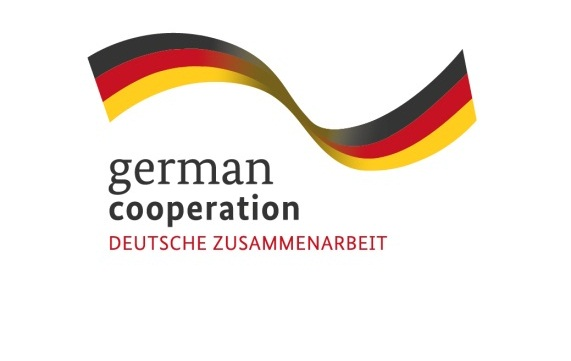 german
cooperation
DEUTSCHE ZUSAMMENARBEIT